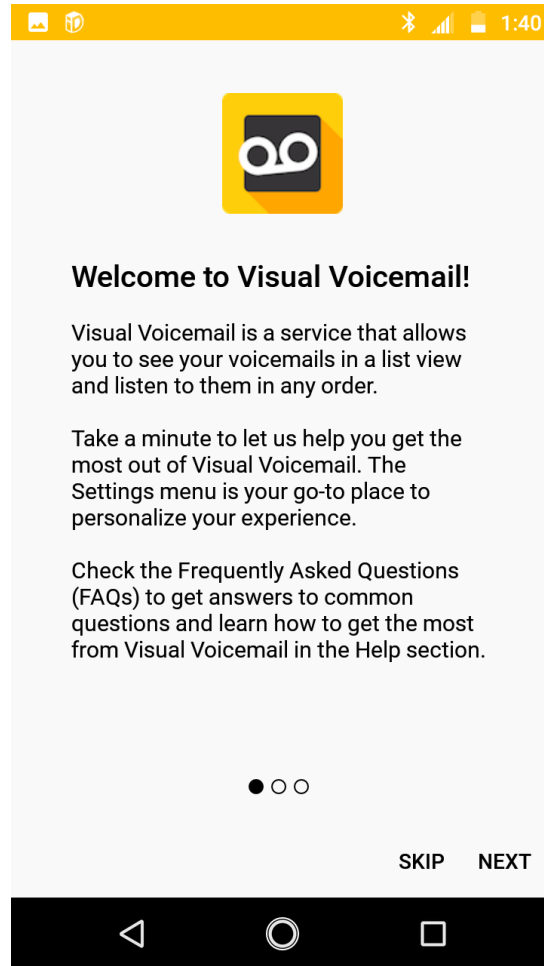 1:40
Welcome to Visual Voicemail!
Visual Voicemail is a service that allows
you to see your voicemails in a list view
and listen to them in any order.
Take a minute to let us help you get the
most out of Visual Voicemail. The
Settings menu is your go-to place to
personalize your experience.
Check the Frequently Asked Questions
(FAQs) to get answers to common
questions and learn how to get the most
from Visual Voicemail in the Help section.
SKIP NEXT